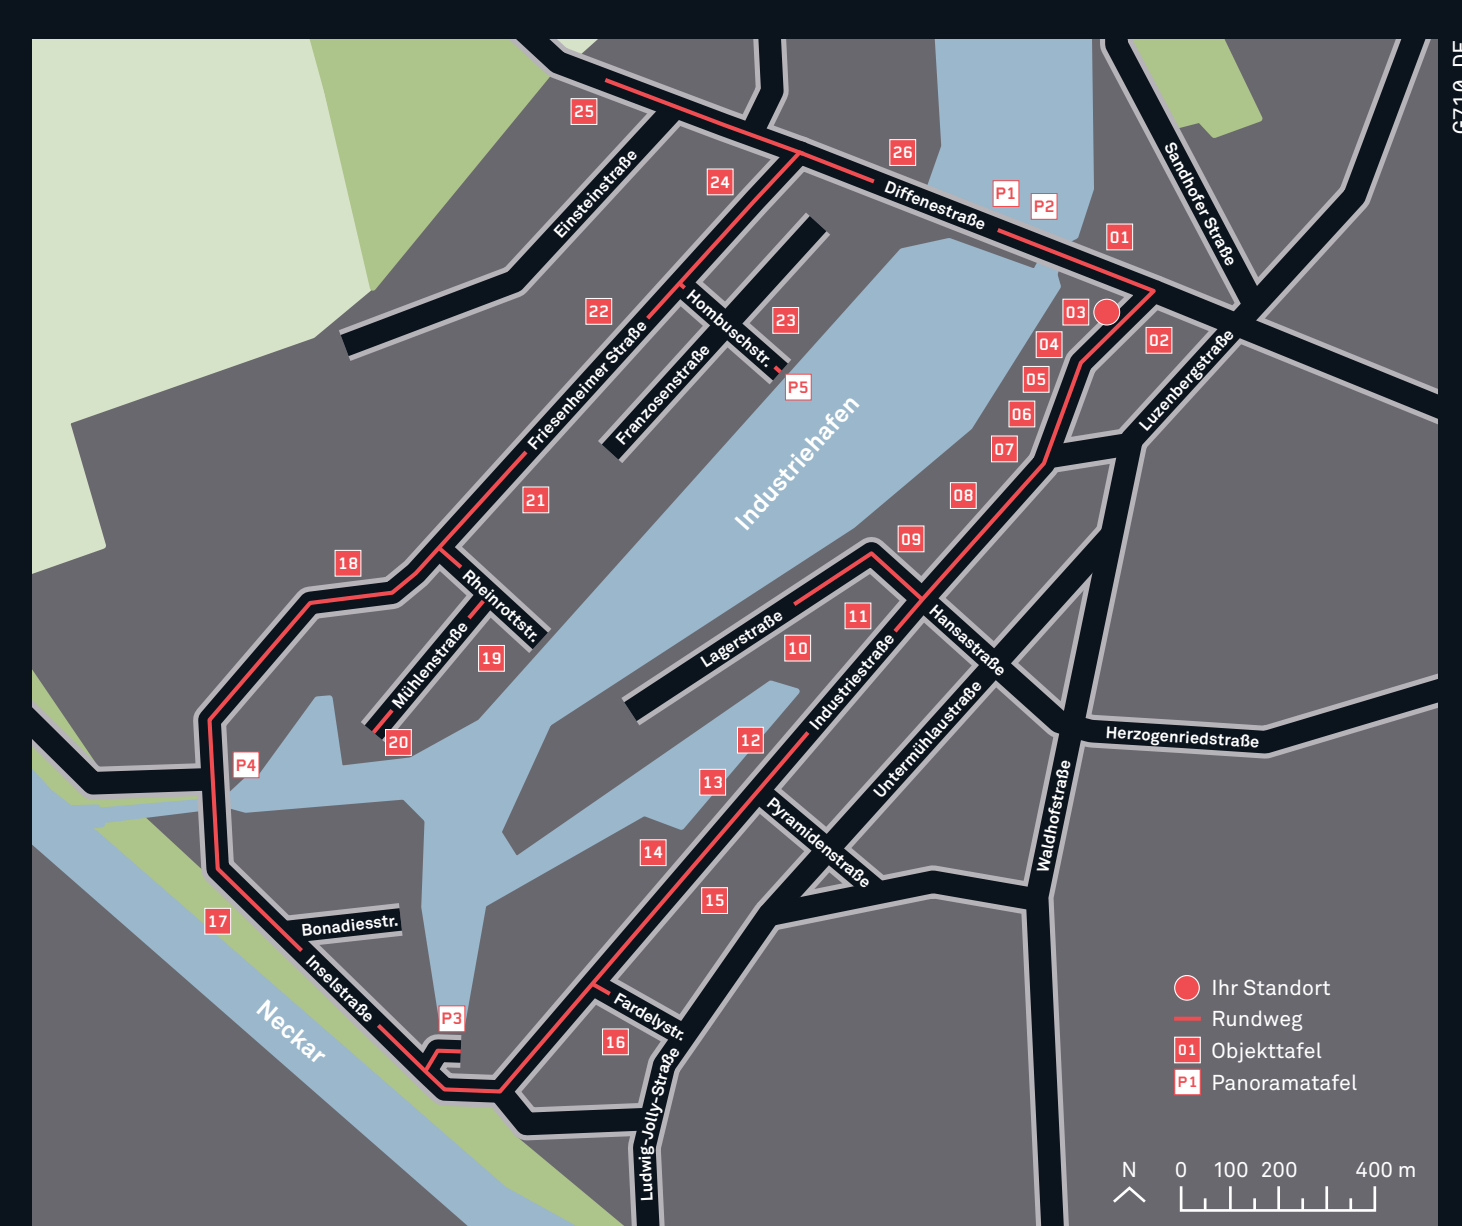 G710 DE
25
26
24
Einsteinstraße
Diffenestraße
P1
P2
01
Sandhofer Straße
22
Hombuschstr.
23
03
02
04
Friesenheimer Straße
Franzosenstraße
P5
05
Luzenbergstraße
06
07
Industriehafen
21
08
09
18
Rheinrottstr.
Mühlenstraße
19
20
Lagerstraße
11
10
Hansastraße
Industriestraße
Untermühlaustraße
12
Herzogenriedstraße
P4
13
Pyramidenstraße
Waldhofstraße
14
15
17
Bonadiesstr.
Inselstraße
Neckar
P3
Fardelystr.
16
Ludwig-Jolly-Straße
Ihr Standort
Rundweg
01 Objekttafel
P1 Panoramatafel
N 0 100 200 400 m